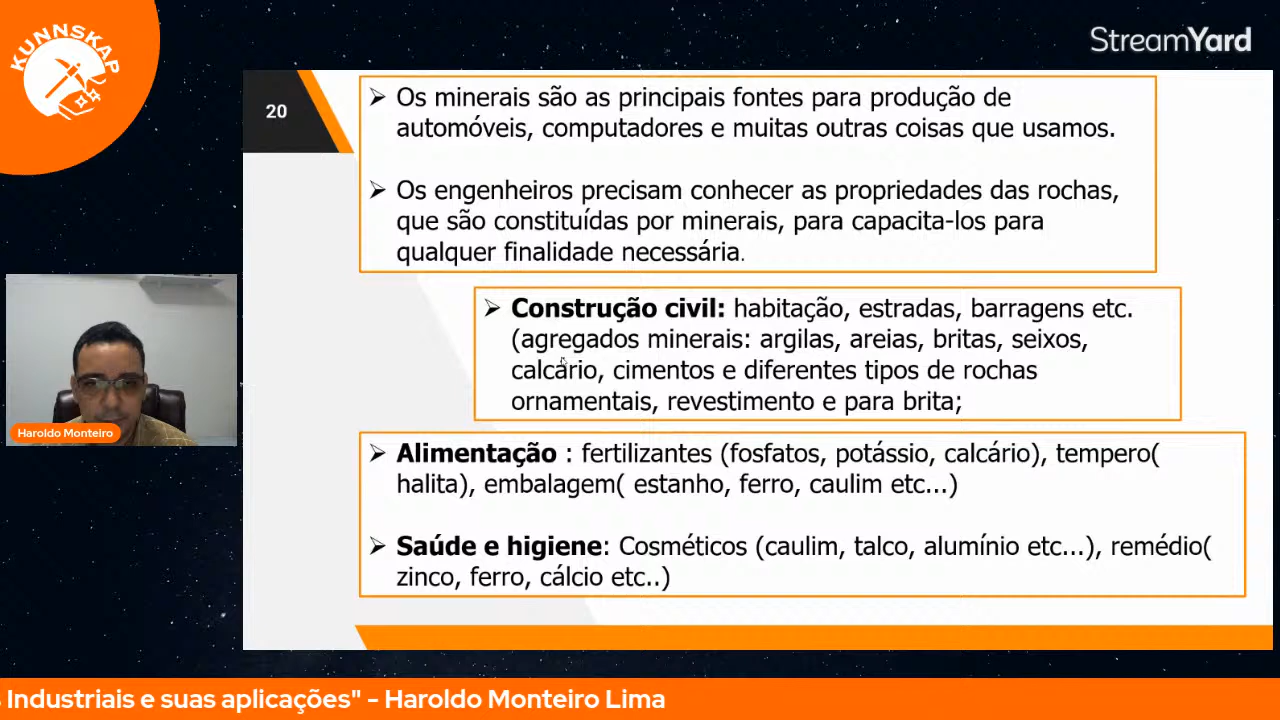 KUNNSKAP
StreamYard
20
➢ Os minerais são as principais fontes para produção de
automóveis, computadores e muitas outras coisas que usamos.
➢ Os engenheiros precisam conhecer as propriedades das rochas,
que são constituídas por minerais, para capacita-los para
qualquer finalidade necessária.
➢ Construção civil: habitação, estradas, barragens etc.
(agregados minerais: argilas, areias, britas, seixos,
calcário, cimentos e diferentes tipos de rochas
ornamentais, revestimento e para brita;
➢ Alimentação : fertilizantes (fosfatos, potássio, calcário), tempero(
halita), embalagem( estanho, ferro, caulim etc...)
➢ Saúde e higiene: Cosméticos (caulim, talco, alumínio etc...), remédio(
zinco, ferro, cálcio etc..)
Haroldo Monteiro
Industriais e suas aplicações" - Haroldo Monteiro Lima